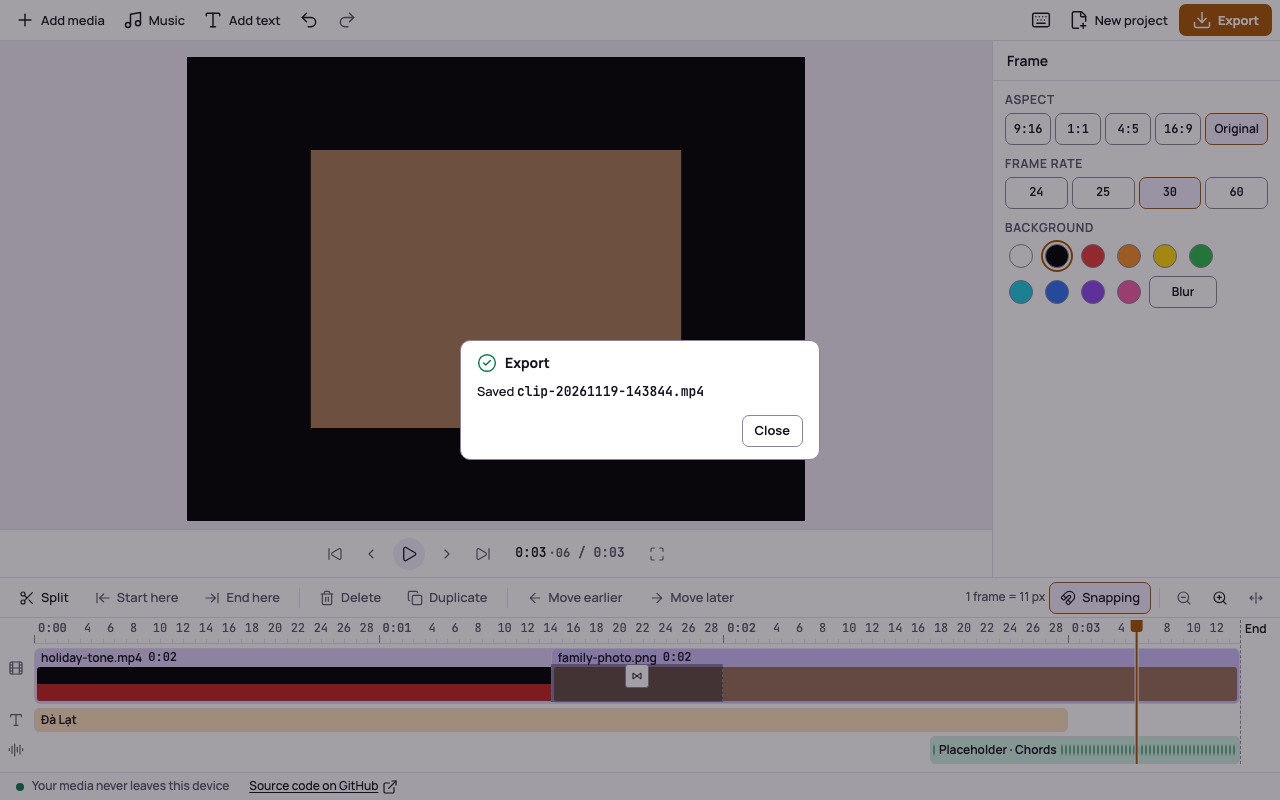 Add media Music Add text New project Export
Frame
ASPECT
9:16 1:1 4:5 16:9 Original
FRAME RATE
24 25 30 60
BACKGROUND
Blur
Export
Saved clip-20261119-143844.mp4
Close
0:03·06 / 0:03
Split Start here End here Delete Duplicate Move earlier Move later 1 frame = 11 px Snapping
0:00 4 6 8 10 12 14 16 18 20 22 24 26 28 0:01 4 6 8 10 12 14 16 18 20 22 24 26 28 0:02 4 6 8 10 12 14 16 18 20 22 24 26 28 0:03 4 8 10 12 End
holiday-tone.mp4 0:02 family-photo.png 0:02
Đà Lạt
Placeholder · Chords
Your media never leaves this device Source code on GitHub